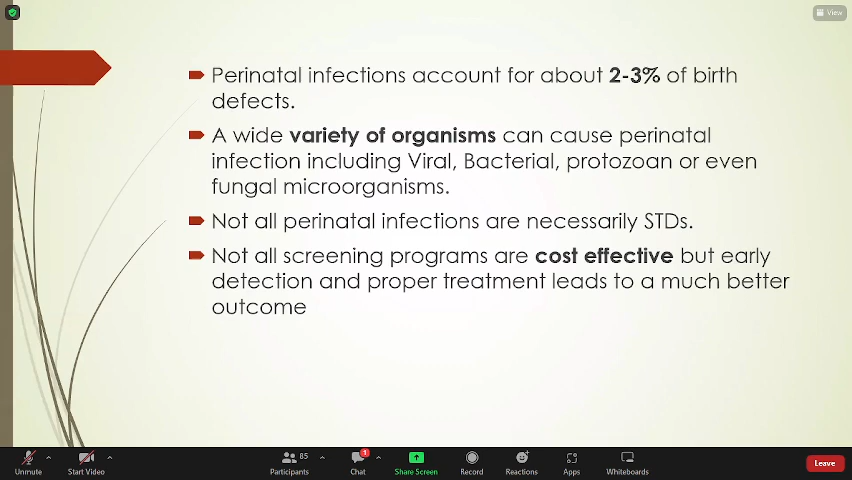 View
Perinatal infections account for about 2-3% of birth
defects.
A wide variety of organisms can cause perinatal
infection including Viral, Bacterial, protozoan or even
fungal microorganisms.
Not all perinatal infections are necessarily STDs.
Not all screening programs are cost effective but early
detection and proper treatment leads to a much better
outcome
85
1
Unmute
Start Video
Participants
Chat
Share Screen
Record
Reactions
Apps
Whiteboards
Leave